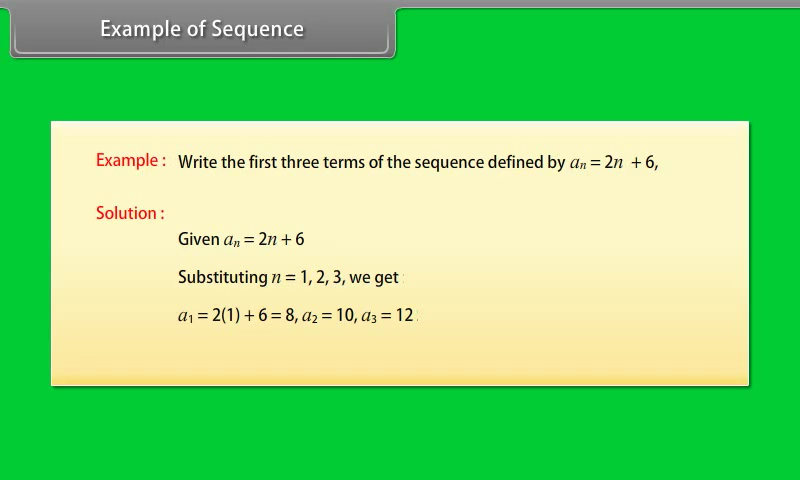 Example of Sequence
Example : Write the first three terms of the sequence defined by aₙ = 2n + 6,
Solution :
Given aₙ = 2n + 6
Substituting n = 1, 2, 3, we get
a₁ = 2(1) + 6 = 8, a₂ = 10, a₃ = 12